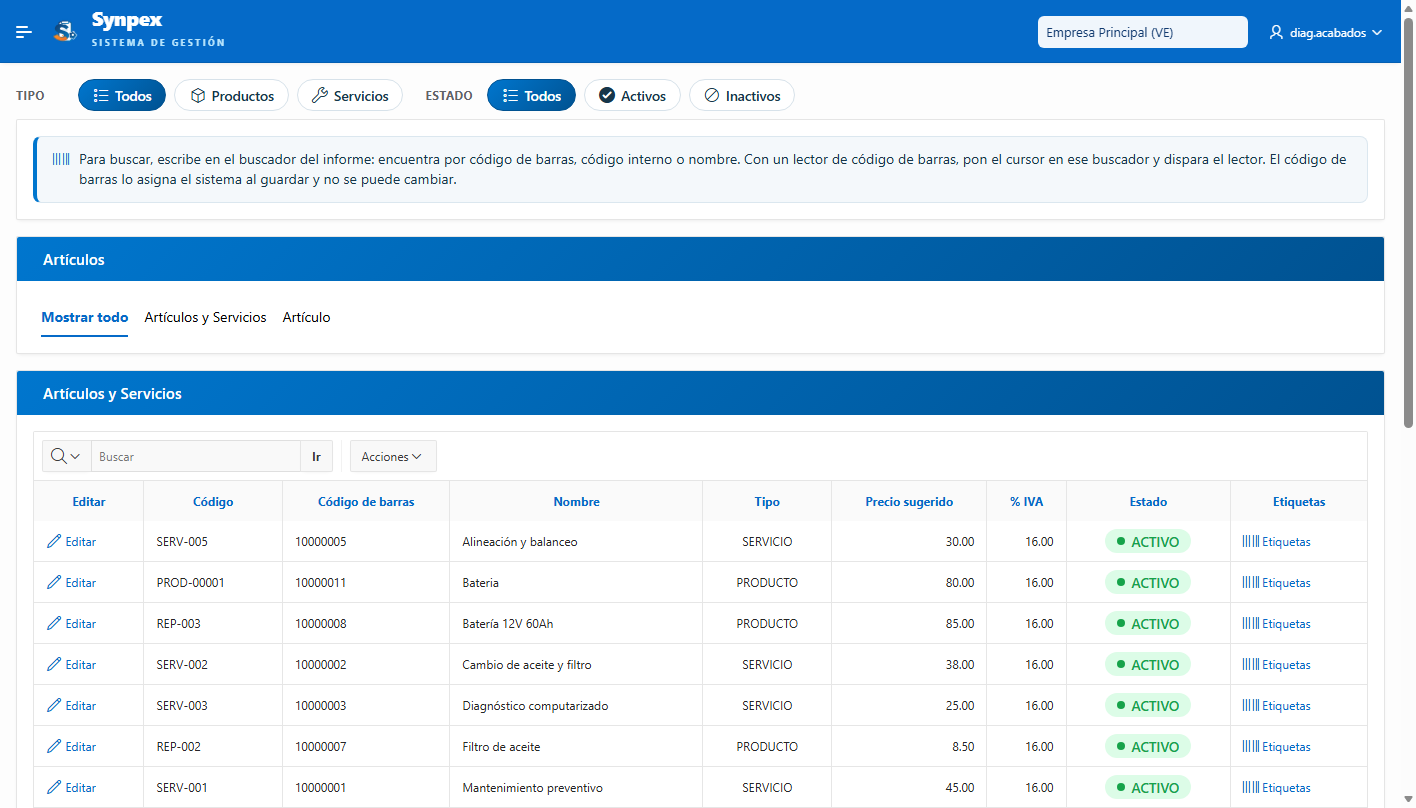 Synpex
SISTEMA DE GESTIÓN
Empresa Principal (VE)
diag.acabados
TIPO
Todos
Productos
Servicios
ESTADO
Todos
Activos
Inactivos
Para buscar, escribe en el buscador del informe: encuentra por código de barras, código interno o nombre. Con un lector de código de barras, pon el cursor en ese buscador y dispara el lector. El código de
barras lo asigna el sistema al guardar y no se puede cambiar.
Artículos
Mostrar todo Artículos y Servicios Artículo
Artículos y Servicios
Buscar Ir Acciones
Editar Código Código de barras Nombre Tipo Precio sugerido % IVA Estado Etiquetas
Editar SERV-005 10000005 Alineación y balanceo SERVICIO 30.00 16.00 ACTIVO Etiquetas
Editar PROD-00001 10000011 Bateria PRODUCTO 80.00 16.00 ACTIVO Etiquetas
Editar REP-003 10000008 Batería 12V 60Ah PRODUCTO 85.00 16.00 ACTIVO Etiquetas
Editar SERV-002 10000002 Cambio de aceite y filtro SERVICIO 38.00 16.00 ACTIVO Etiquetas
Editar SERV-003 10000003 Diagnóstico computarizado SERVICIO 25.00 16.00 ACTIVO Etiquetas
Editar REP-002 10000007 Filtro de aceite PRODUCTO 8.50 16.00 ACTIVO Etiquetas
Editar SERV-001 10000001 Mantenimiento preventivo SERVICIO 45.00 16.00 ACTIVO Etiquetas